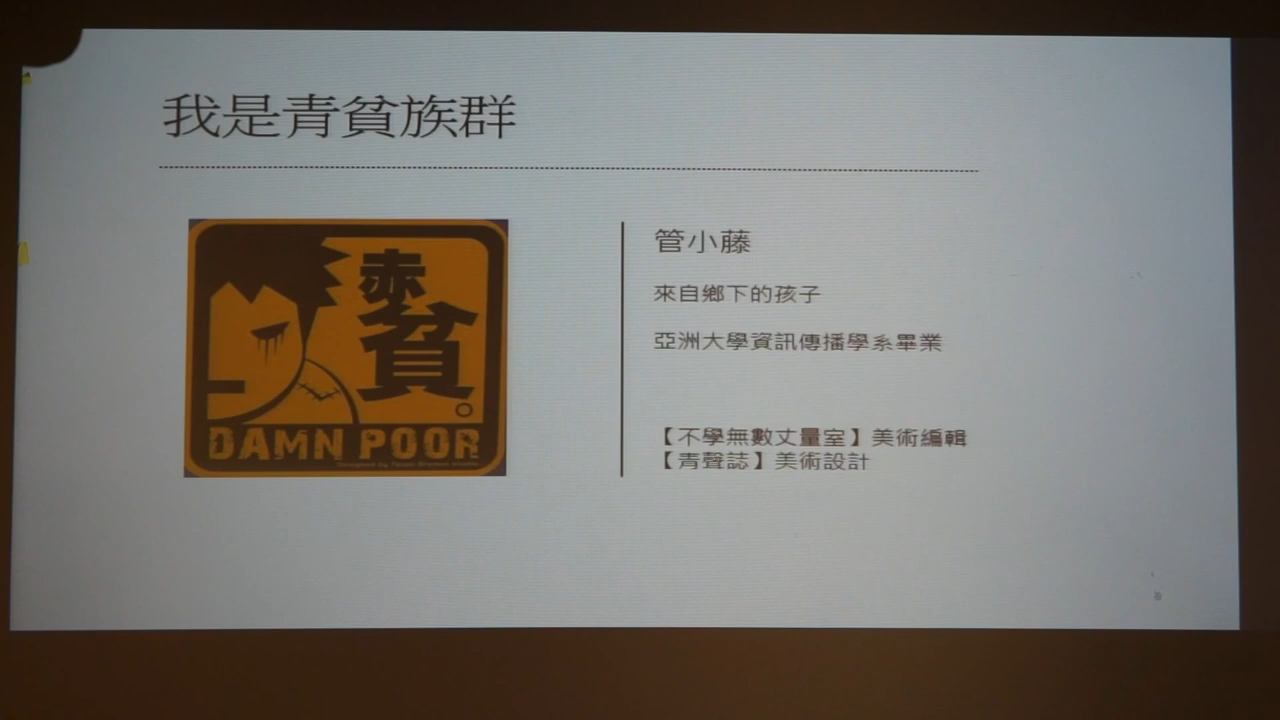 我是青貧族群
赤
貧。
DAMN POOR
管小藤
來自鄉下的孩子
亞洲大學資訊傳播學系畢業
【不學無數丈量室】美術編輯
【青聲誌】美術設計